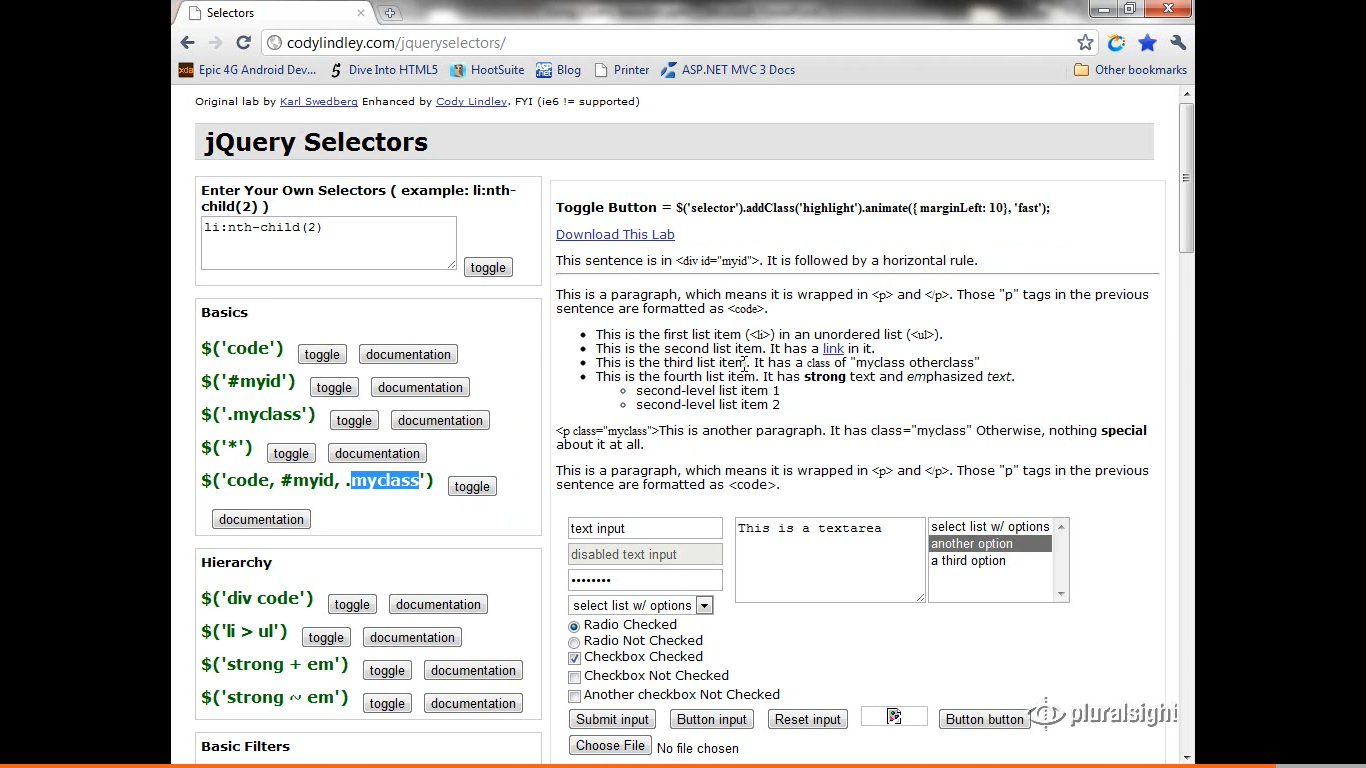 Selectors
codylindley.com/jqueryselectors/
xda Epic 4G Android Dev... 5 Dive Into HTML5 HootSuite Blog Printer ASP.NET MVC 3 Docs Other bookmarks
Original lab by Karl Swedberg Enhanced by Cody Lindley. FYI (ie6 != supported)
jQuery Selectors
Enter Your Own Selectors ( example: li:nth-
child(2) )
li:nth-child(2)
toggle
Basics
$('code') toggle documentation
$('#myid') toggle documentation
$('.myclass') toggle documentation
$('*') toggle documentation
$('code, #myid, .myclass') toggle
documentation
Hierarchy
$('div code') toggle documentation
$('li > ul') toggle documentation
$('strong + em') toggle documentation
$('strong ~ em') toggle documentation
Basic Filters
Toggle Button = $('selector').addClass('highlight').animate({ marginLeft: 10}, 'fast');
Download This Lab
This sentence is in <div id="myid">. It is followed by a horizontal rule.
This is a paragraph, which means it is wrapped in <p> and </p>. Those "p" tags in the previous
sentence are formatted as <code>.
This is the first list item (<li>) in an unordered list (<ul>).
This is the second list item. It has a link in it.
This is the third list item. It has a class of "myclass otherclass"
This is the fourth list item. It has strong text and emphasized text.
second-level list item 1
second-level list item 2
<p class="myclass">This is another paragraph. It has class="myclass" Otherwise, nothing special
about it at all.
This is a paragraph, which means it is wrapped in <p> and </p>. Those "p" tags in the previous
sentence are formatted as <code>.
text input
disabled text input
••••••••
select list w/ options
This is a textarea
select list w/ options
another option
a third option
Radio Checked
Radio Not Checked
Checkbox Checked
Checkbox Not Checked
Another checkbox Not Checked
Submit input Button input Reset input Button button
Choose File No file chosen
pluralsight